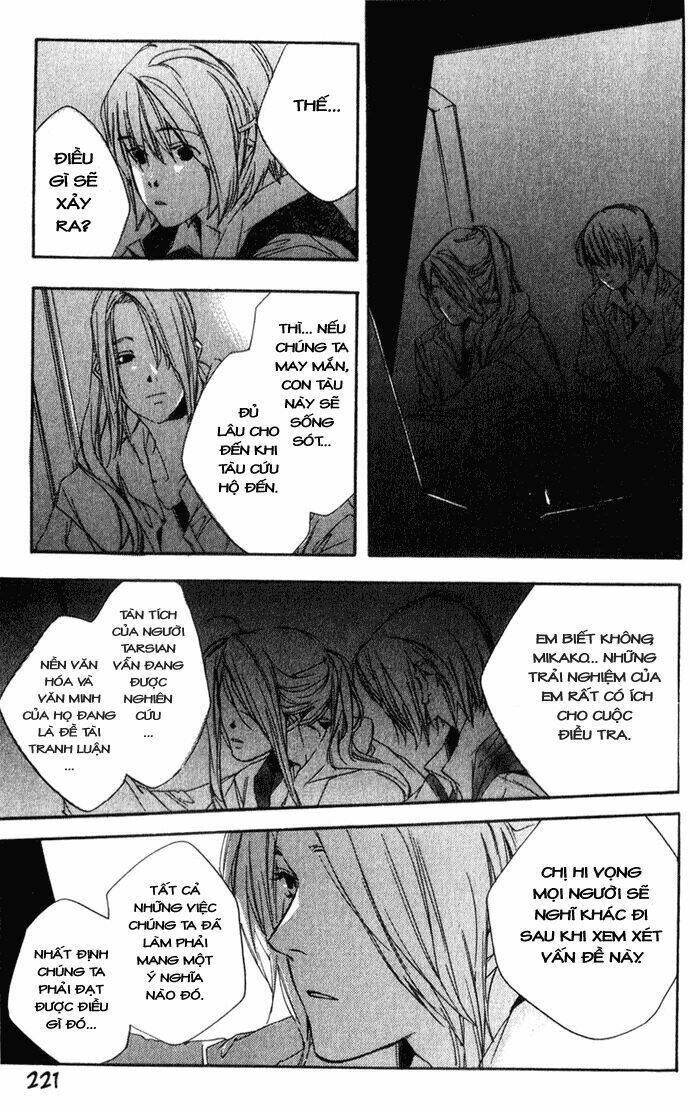 THẾ...
ĐIỀU
GÌ SẼ
XẢY
RA?
THÌ... NẾU
CHÚNG TA
MAY MẮN,
CON TÀU
NÀY SẼ
SỐNG
SÓT...
ĐỦ
LÂU CHO
ĐẾN KHI
TÀU CỨU
HỘ ĐẾN.
EM BIẾT KHÔNG,
MIKAKO... NHỮNG
TRẢI NGHIỆM CỦA
EM RẤT CÓ ÍCH
CHO CUỘC
ĐIỀU TRA.
TÀN TÍCH
CỦA NGƯỜI
TARSIAN
VẪN ĐANG
ĐƯỢC
NGHIÊN
CỨU
...
NỀN VĂN
HÓA VÀ
VĂN MINH
CỦA HỌ ĐANG
LÀ ĐỀ TÀI
TRANH LUẬN
...
CHỊ HI VỌNG
MỌI NGƯỜI SẼ
NGHĨ KHÁC ĐI
SAU KHI XEM XÉT
VẤN ĐỀ NÀY.
TẤT CẢ
NHỮNG VIỆC
CHÚNG TA ĐÃ
LÀM PHẢI
MANG MỘT
Ý NGHĨA
NÀO ĐÓ.
NHẤT ĐỊNH
CHÚNG TA
PHẢI ĐẠT
ĐƯỢC ĐIỀU
GÌ ĐÓ...
221